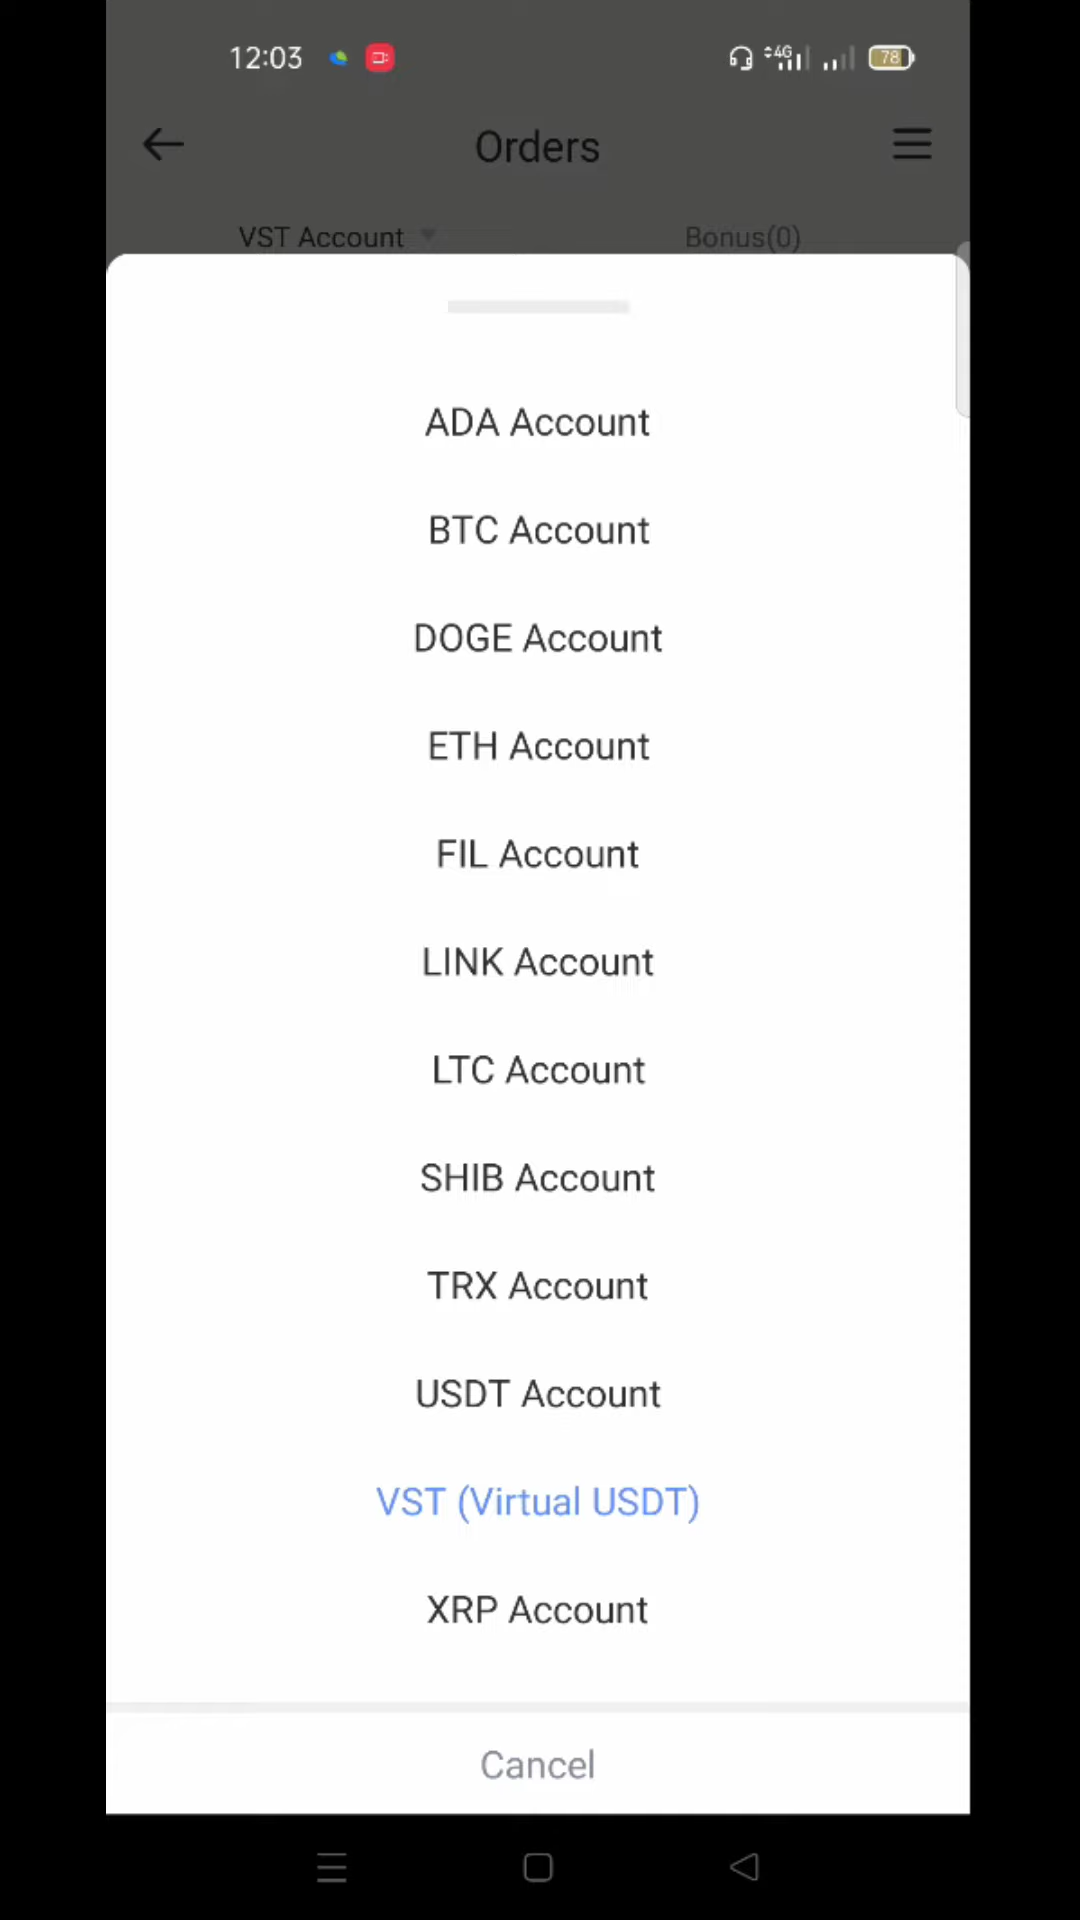 12:03
4G
78
Orders
VST Account
Bonus(0)
ADA Account
BTC Account
DOGE Account
ETH Account
FIL Account
LINK Account
LTC Account
SHIB Account
TRX Account
USDT Account
VST (Virtual USDT)
XRP Account
Cancel